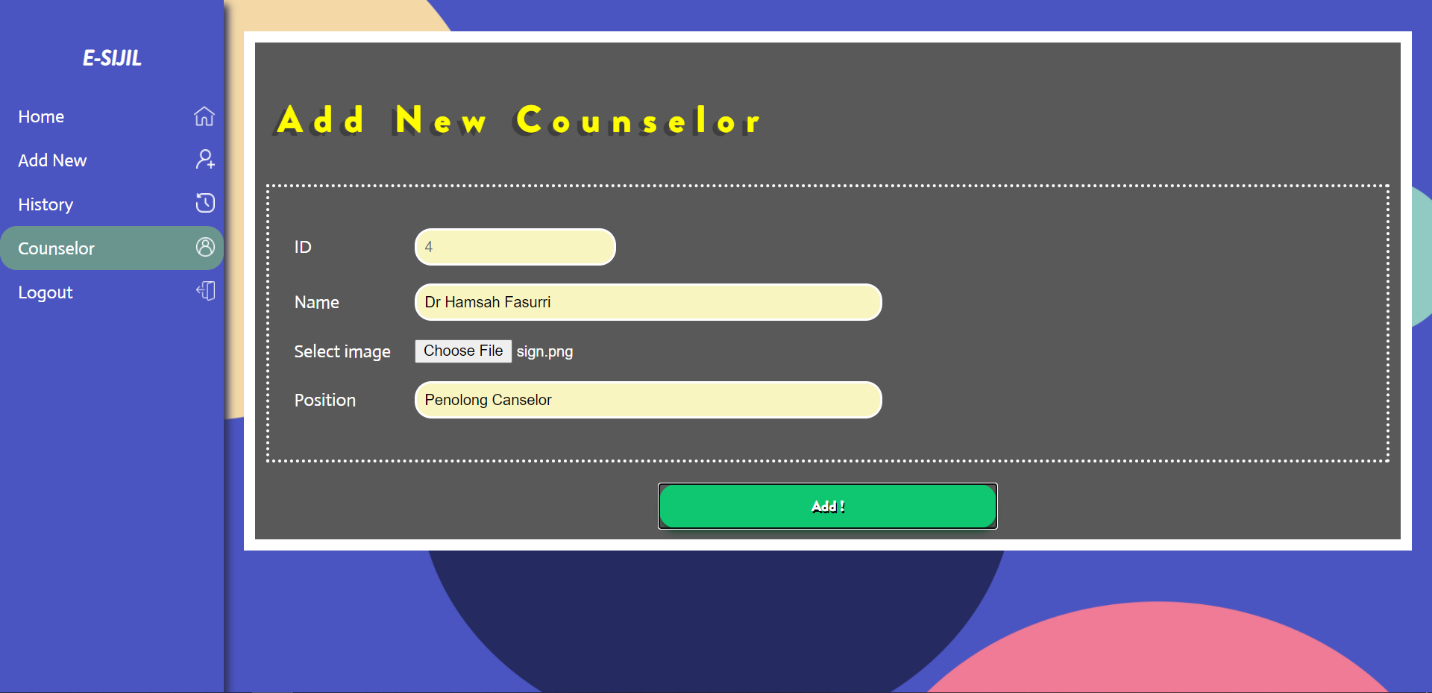 E-SIJIL
Home
Add New
History
Counselor
Logout
Add New Counselor
ID 4
Name Dr Hamsah Fasurri
Select image Choose File sign.png
Position Penolong Canselor
Add !